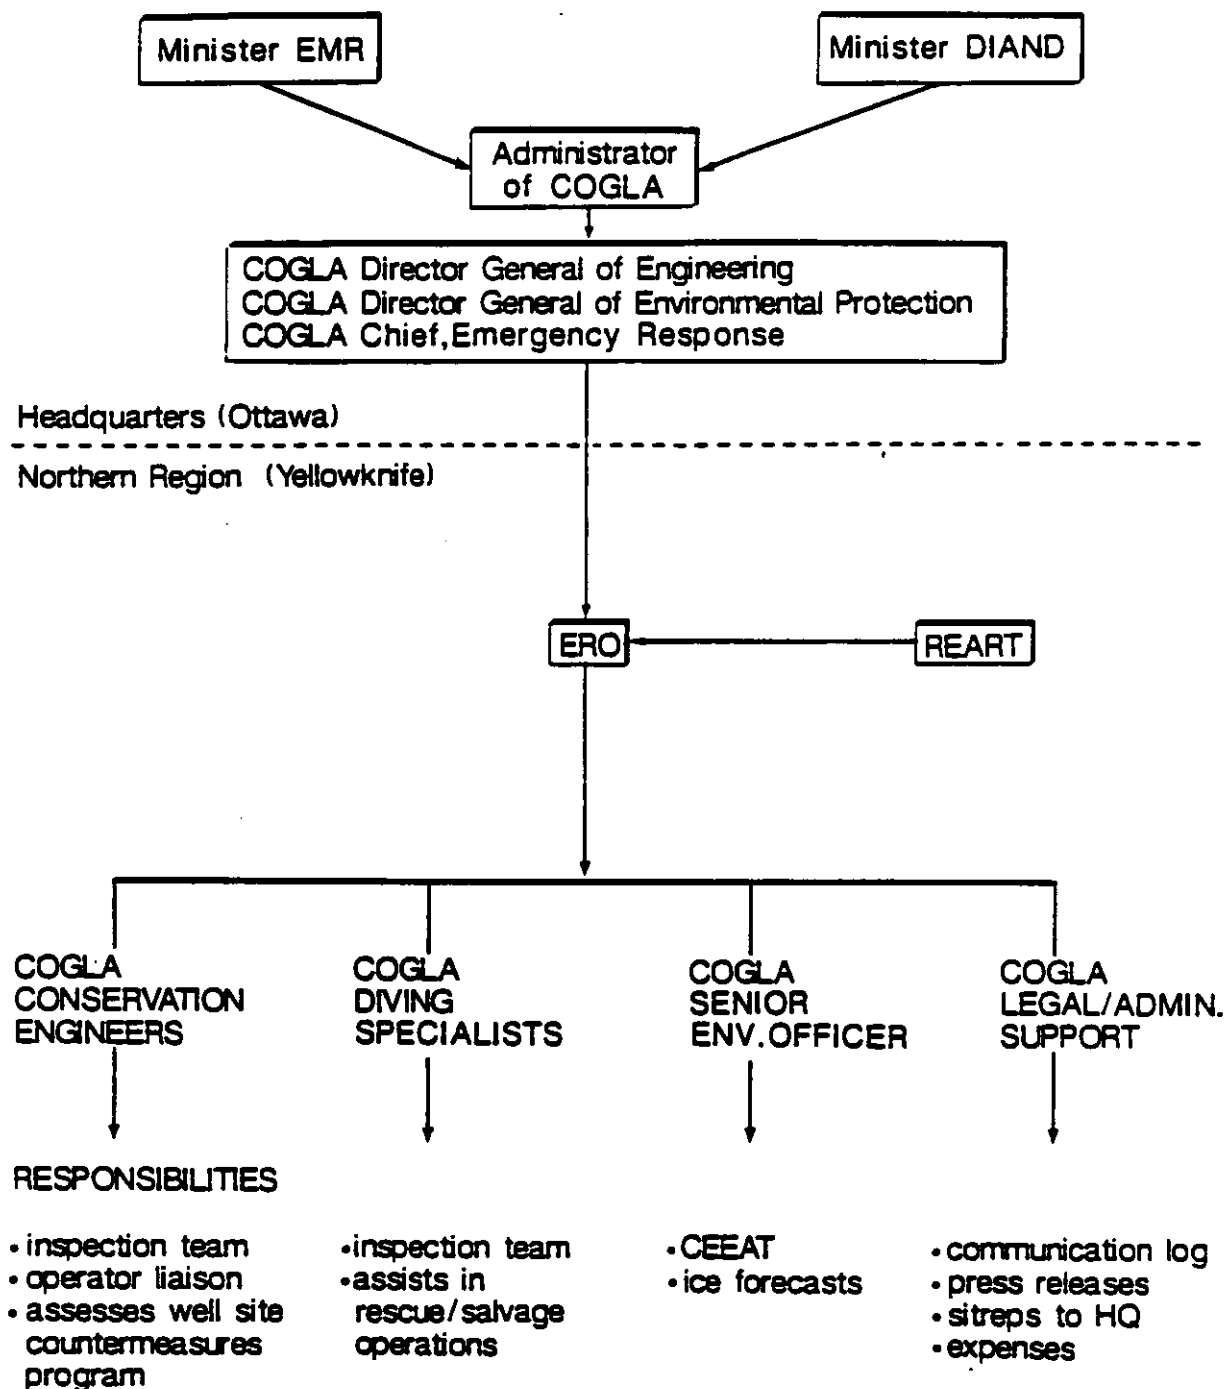 Minister EMR
Minister DIAND
Administrator
of COGLA
COGLA Director General of Engineering
COGLA Director General of Environmental Protection
COGLA Chief,Emergency Response
Headquarters (Ottawa)
Northern Region (Yellowknife)
ERO
REART
COGLA
CONSERVATION
ENGINEERS
COGLA
DIVING
SPECIALISTS
COGLA
SENIOR
ENV.OFFICER
COGLA
LEGAL/ADMIN.
SUPPORT
RESPONSIBILITIES
• inspection team
• operator liaison
• assesses well site
countermeasures
program
• inspection team
• assists in
rescue/salvage
operations
• CEEAT
• ice forecasts
• communication log
• press releases
• sitreps to HQ
• expenses